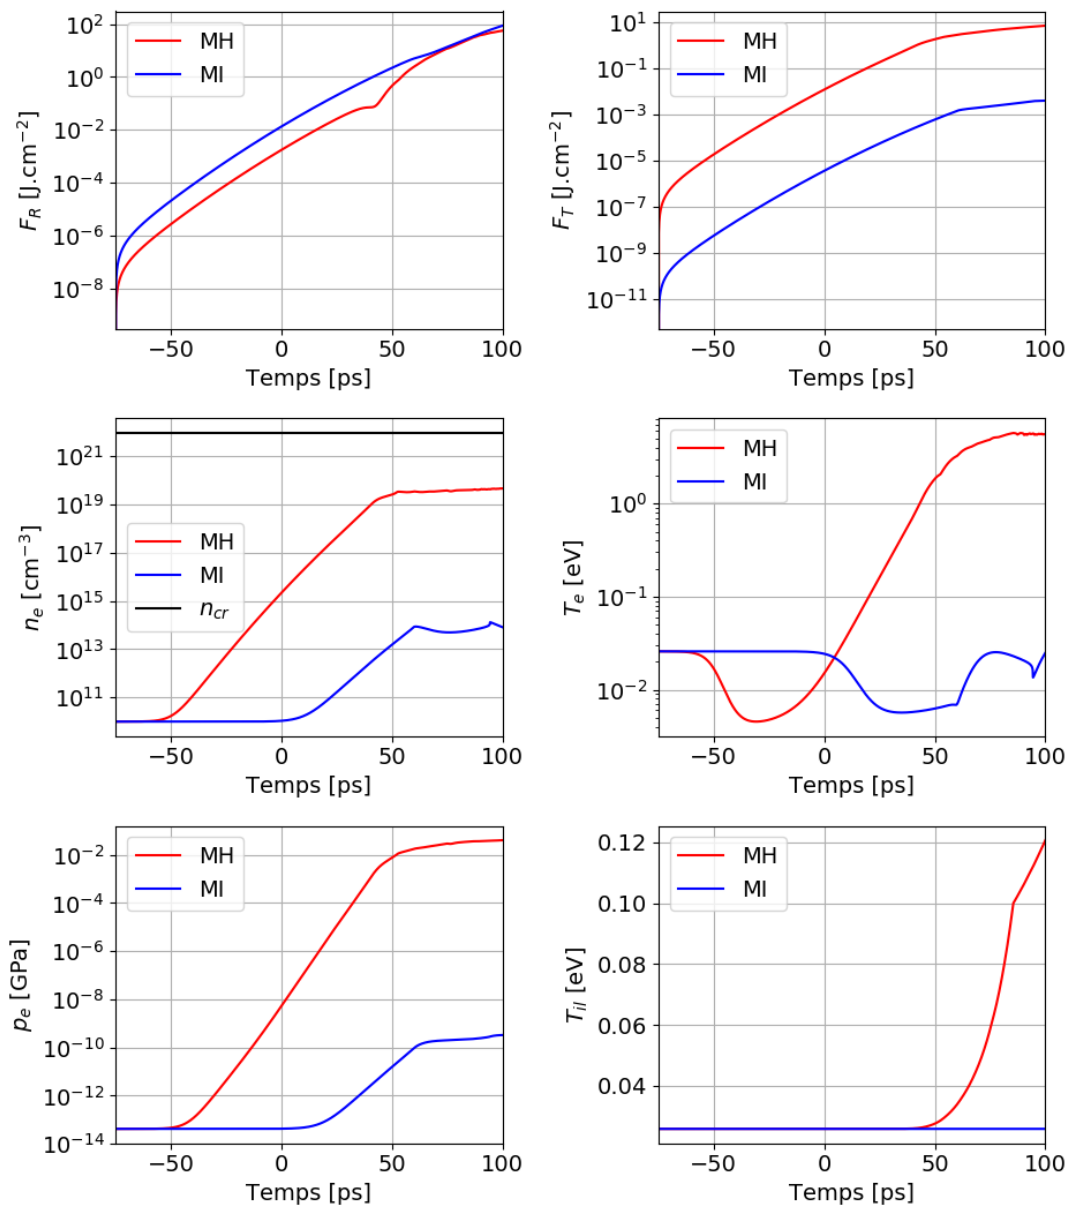 10² 10⁰ 10⁻² 10⁻⁴ 10⁻⁶ 10⁻⁸
F_R [J.cm⁻²]
MH
MI
−50 0 50 100
Temps [ps]
10¹ 10⁻¹ 10⁻³ 10⁻⁵ 10⁻⁷ 10⁻⁹ 10⁻¹¹
F_T [J.cm⁻²]
MH
MI
−50 0 50 100
Temps [ps]
10²¹ 10¹⁹ 10¹⁷ 10¹⁵ 10¹³ 10¹¹
n_e [cm⁻³]
MH
MI
n_cr
−50 0 50 100
Temps [ps]
10⁰ 10⁻¹ 10⁻²
T_e [eV]
MH
MI
−50 0 50 100
Temps [ps]
10⁻² 10⁻⁴ 10⁻⁶ 10⁻⁸ 10⁻¹⁰ 10⁻¹² 10⁻¹⁴
p_e [GPa]
MH
MI
−50 0 50 100
Temps [ps]
0.12 0.10 0.08 0.06 0.04
T_il [eV]
MH
MI
−50 0 50 100
Temps [ps]